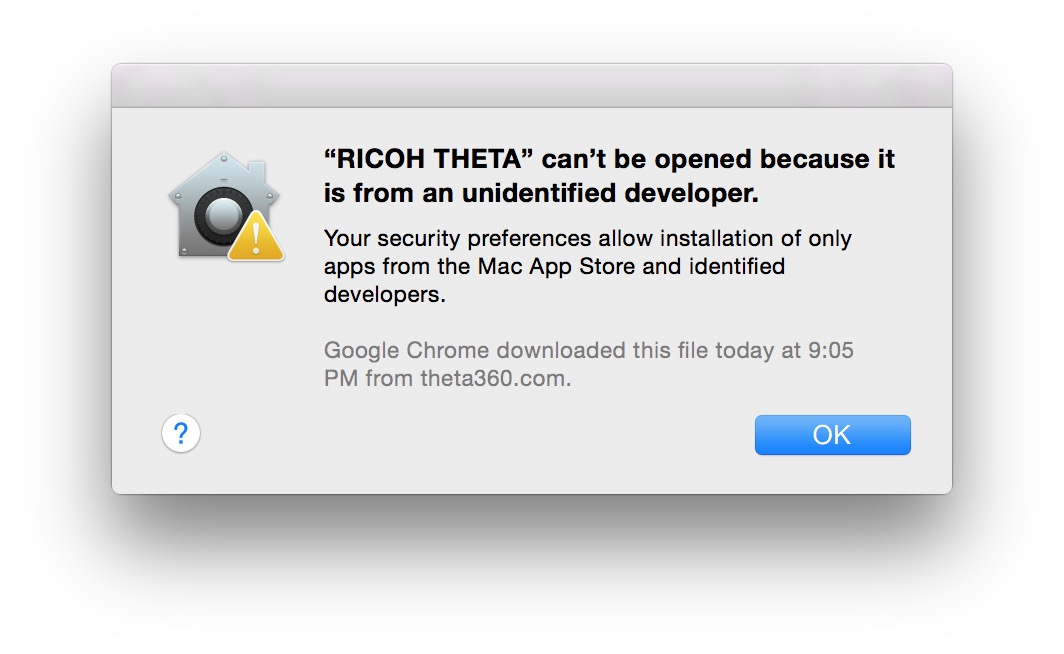 “RICOH THETA” can’t be opened because it
is from an unidentified developer.
Your security preferences allow installation of only
apps from the Mac App Store and identified
developers.
Google Chrome downloaded this file today at 9:05
PM from theta360.com.
?
OK